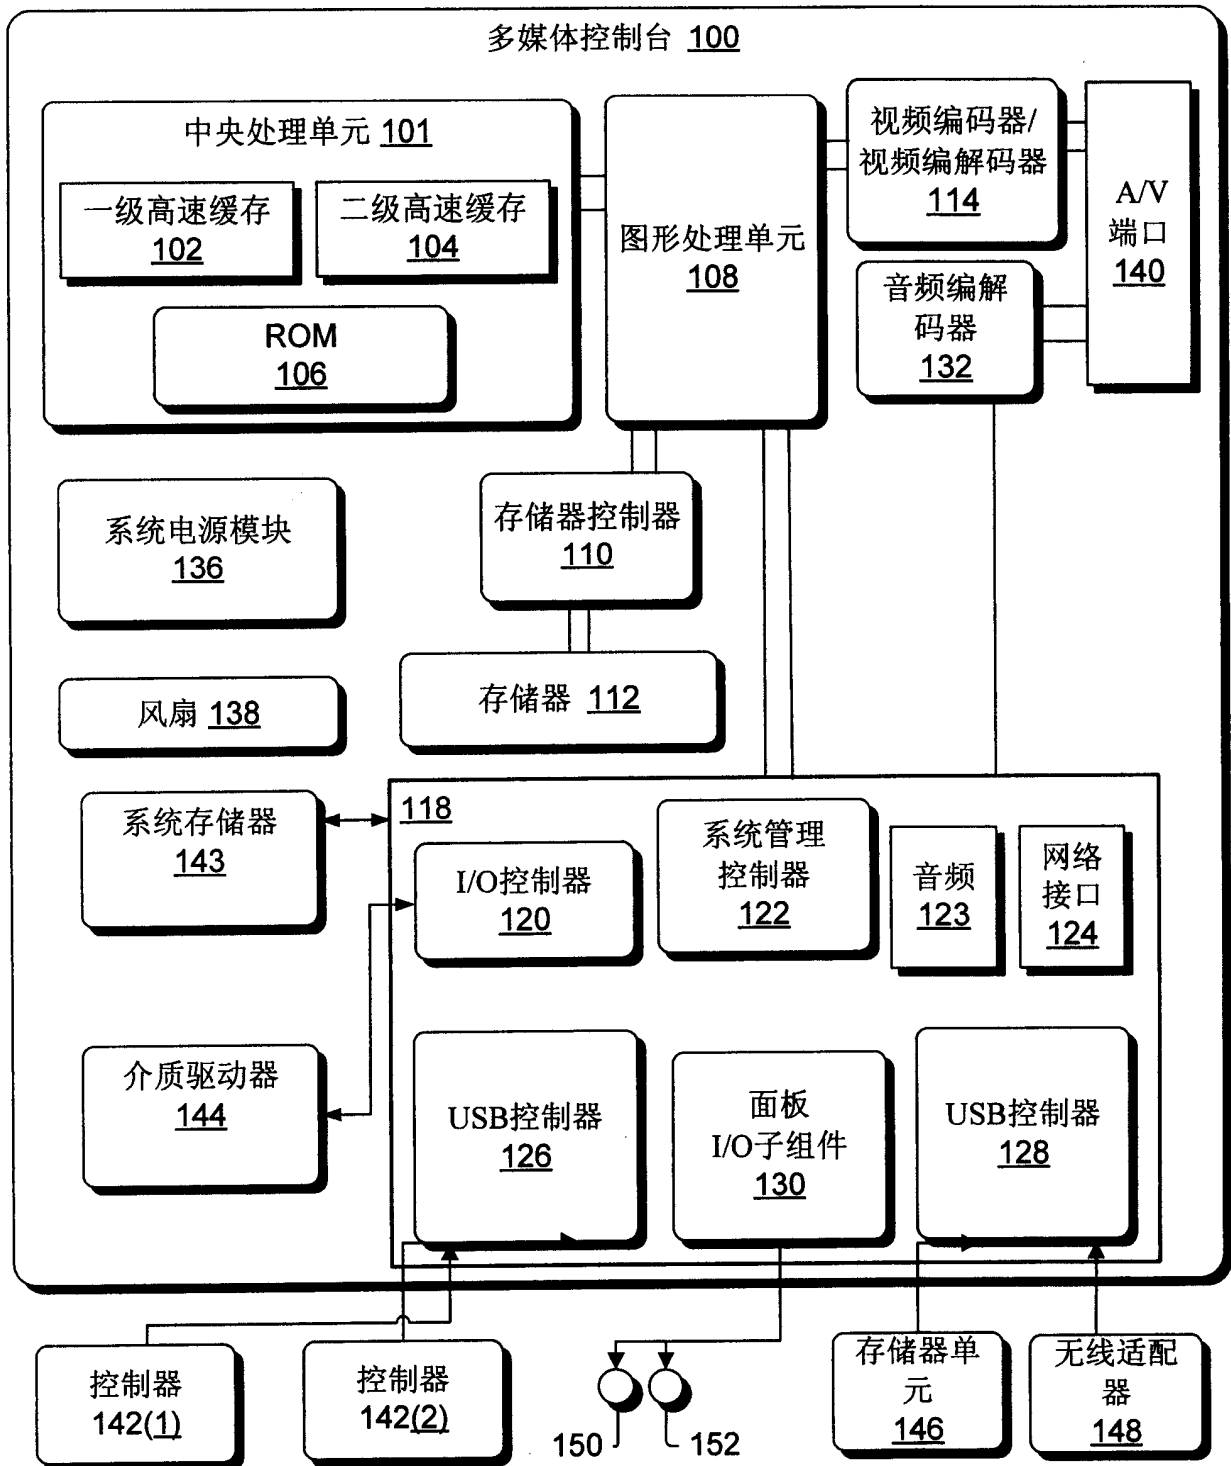 多媒体控制台 100
中央处理单元 101
一级高速缓存
102
二级高速缓存
104
ROM
106
图形处理单元
108
视频编码器/
视频编解码器
114
A/V
端口
140
音频编解
码器
132
系统电源模块
136
存储器控制器
110
风扇 138
存储器 112
系统存储器
143
118
I/O控制器
120
系统管理
控制器
122
音频
123
网络
接口
124
介质驱动器
144
USB控制器
126
面板
I/O子组件
130
USB控制器
128
控制器
142(1)
控制器
142(2)
150
152
存储器单
元
146
无线适配
器
148